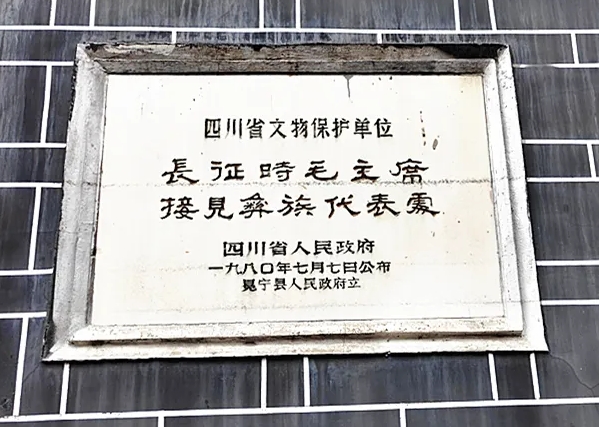 四川省文物保护单位
長征時毛主席
接見彝族代表處
四川省人民政府
一九八〇年七月七日公布
冕宁县人民政府立